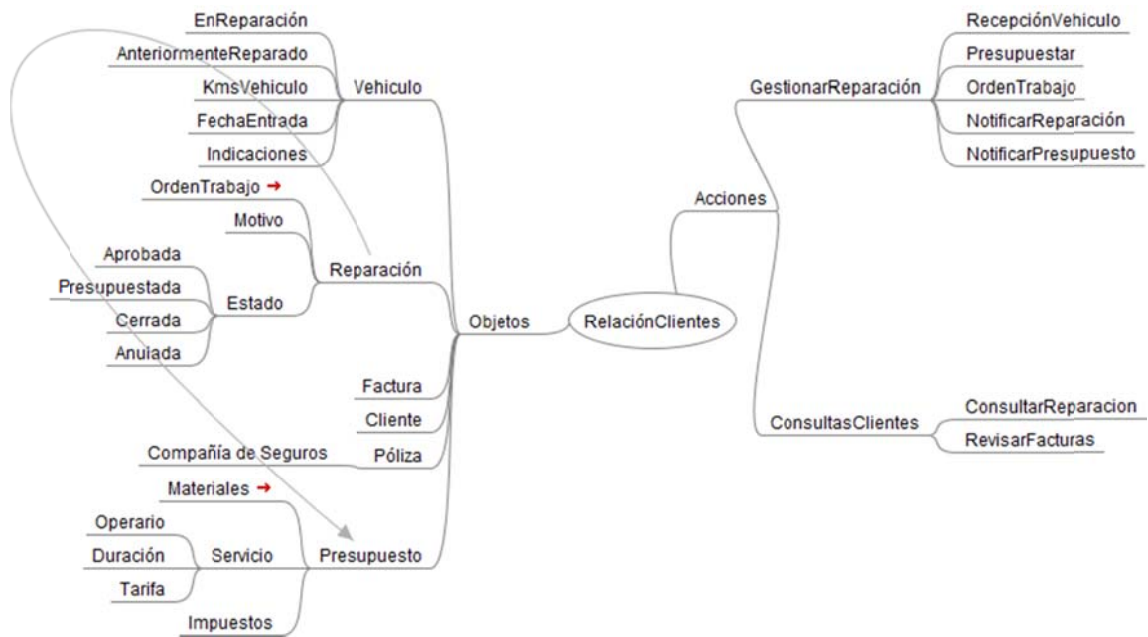 EnReparación
AnteriormenteReparado
KmsVehiculo
FechaEntrada
Indicaciones
Vehiculo
OrdenTrabajo
Motivo
Aprobada
Presupuestada
Cerrada
Anulada
Estado
Reparación
Factura
Cliente
Compañía de Seguros
Póliza
Materiales
Operario
Duración
Tarifa
Servicio
Impuestos
Presupuesto
Objetos
RelaciónClientes
Acciones
GestionarReparación
RecepciónVehiculo
Presupuestar
OrdenTrabajo
NotificarReparación
NotificarPresupuesto
ConsultasClientes
ConsultarReparacion
RevisarFacturas